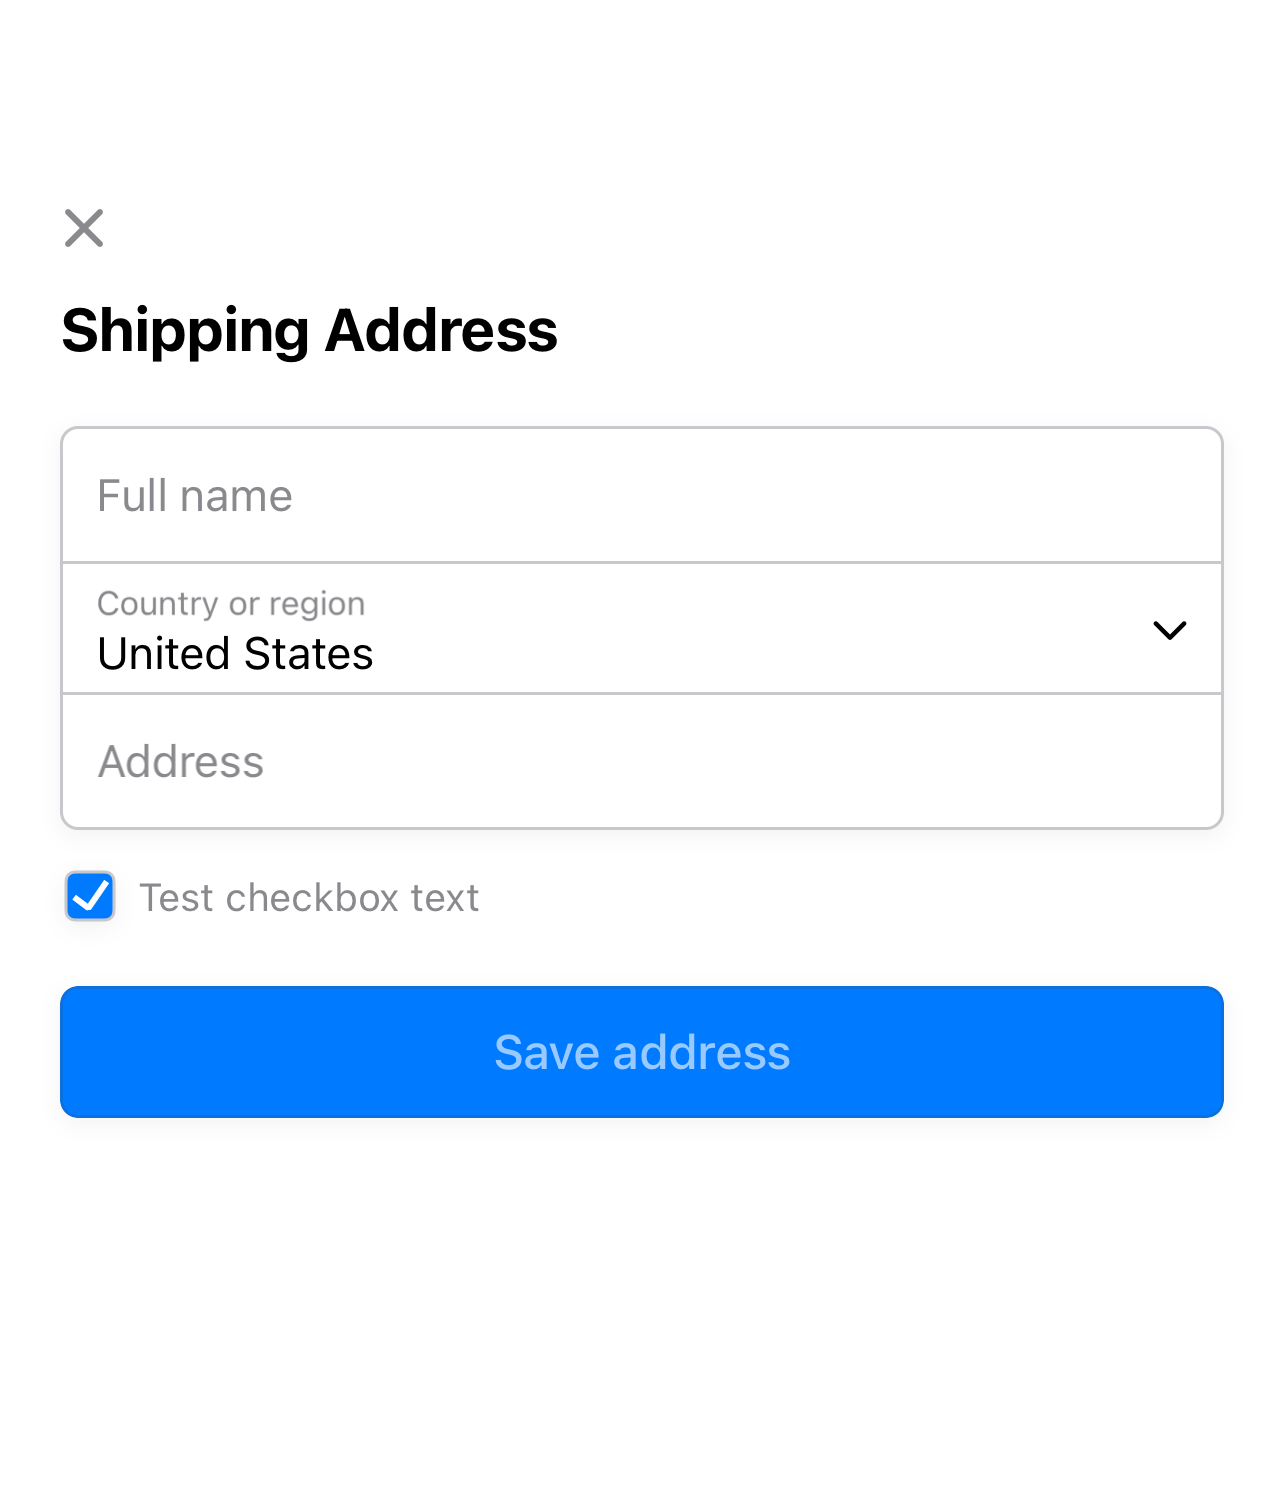 Shipping Address
Full name
Country or region
United States
Address
Test checkbox text
Save address